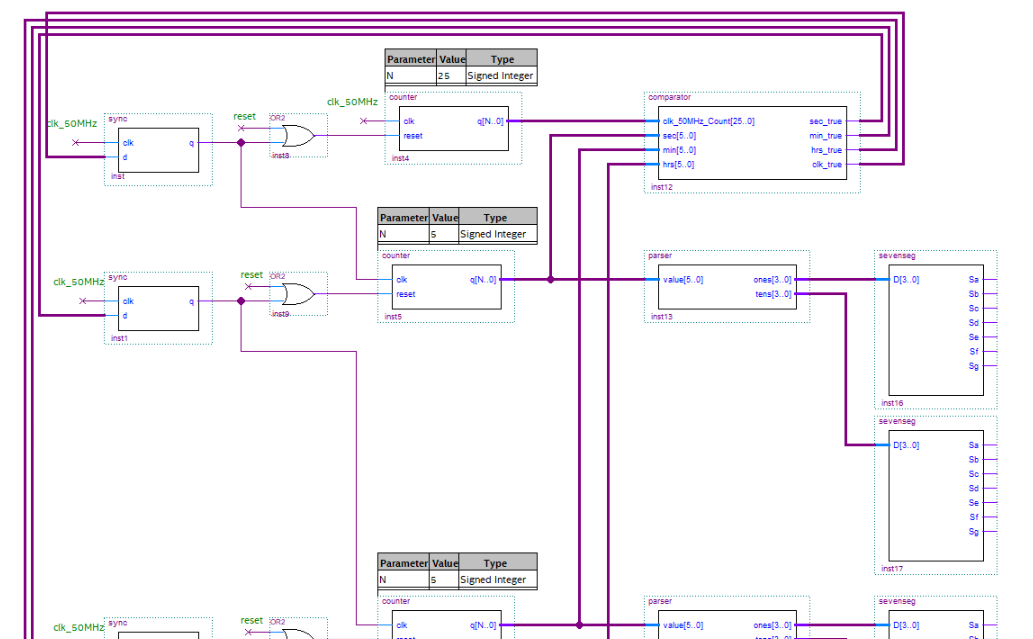 Parameter Value Type
N 25 Signed Integer
clk_50MHz
counter
clk q[N..0]
reset
inst4
comparator
clk_50MHz_Count[25..0] sec_true
sec[5..0] min_true
min[5..0] hrs_true
hrs[5..0] clk_true
inst12
clk_50MHz
sync
clk q
d
inst
reset
OR2
inst8
Parameter Value Type
N 5 Signed Integer
clk_50MHz
sync
clk q
d
inst1
reset
OR2
inst9
counter
clk q[N..0]
reset
inst5
parser
value[5..0] ones[3..0]
tens[3..0]
inst13
sevenseg
D[3..0] Sa
Sb
Sc
Sd
Se
Sf
Sg
inst16
sevenseg
D[3..0] Sa
Sb
Sc
Sd
Se
Sf
Sg
inst17
Parameter Value Type
N 5 Signed Integer
clk_50MHz
sync
reset
OR2
counter
clk q[N..0]
parser
value[5..0] ones[3..0]
sevenseg
D[3..0] Sa